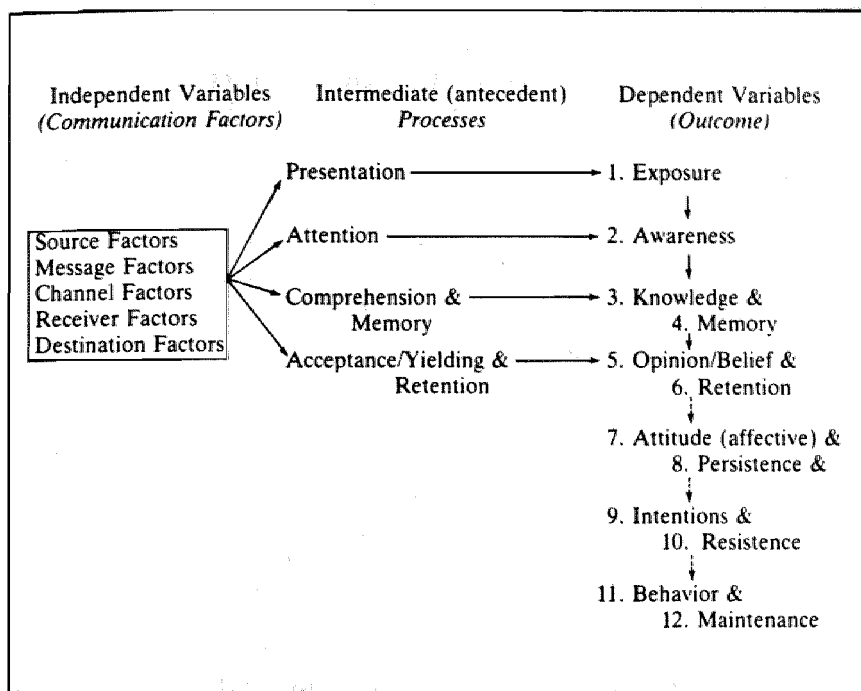 Independent Variables
(Communication Factors)
Intermediate (antecedent)
Processes
Dependent Variables
(Outcome)
Source Factors
Message Factors
Channel Factors
Receiver Factors
Destination Factors
Presentation
Attention
Comprehension &
Memory
Acceptance/Yielding &
Retention
1. Exposure
2. Awareness
3. Knowledge &
4. Memory
5. Opinion/Belief &
6. Retention
7. Attitude (affective) &
8. Persistence &
9. Intentions &
10. Resistence
11. Behavior &
12. Maintenance